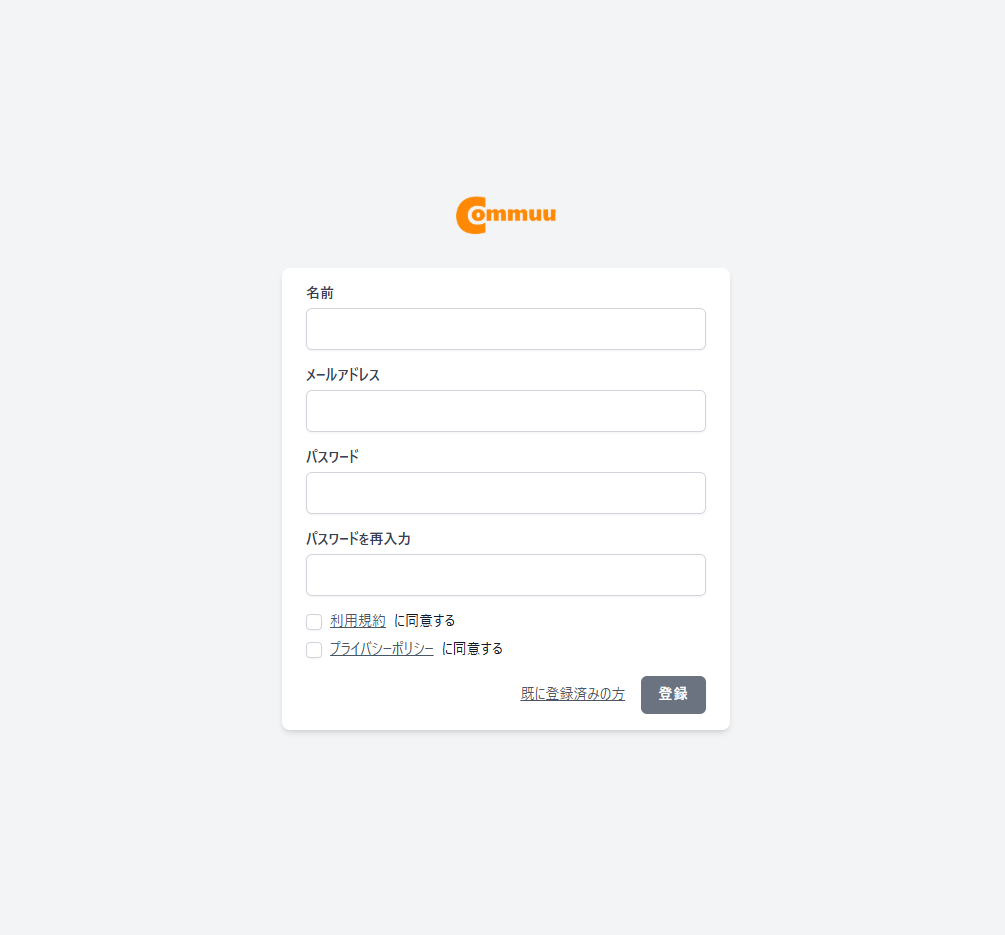 Commuu
名前
メールアドレス
パスワード
パスワードを再入力
利用規約 に同意する
プライバシーポリシー に同意する
既に登録済みの方 登録